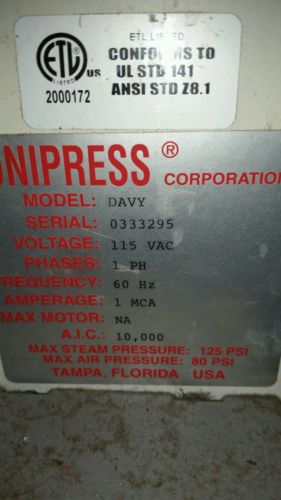 ETL LISTED
CONFORMS TO
UL STD 141
ANSI STD Z8.1
ETL
LISTED
US
2000172
UNIPRESS ® CORPORATION
MODEL: DAVY
SERIAL: 0333295
VOLTAGE: 115 VAC
PHASES: 1 PH
FREQUENCY: 60 Hz
AMPERAGE: 1 MCA
MAX MOTOR: NA
A.I.C: 10,000
MAX STEAM PRESSURE: 125 PSI
MAX AIR PRESSURE: 80 PSI
TAMPA, FLORIDA USA